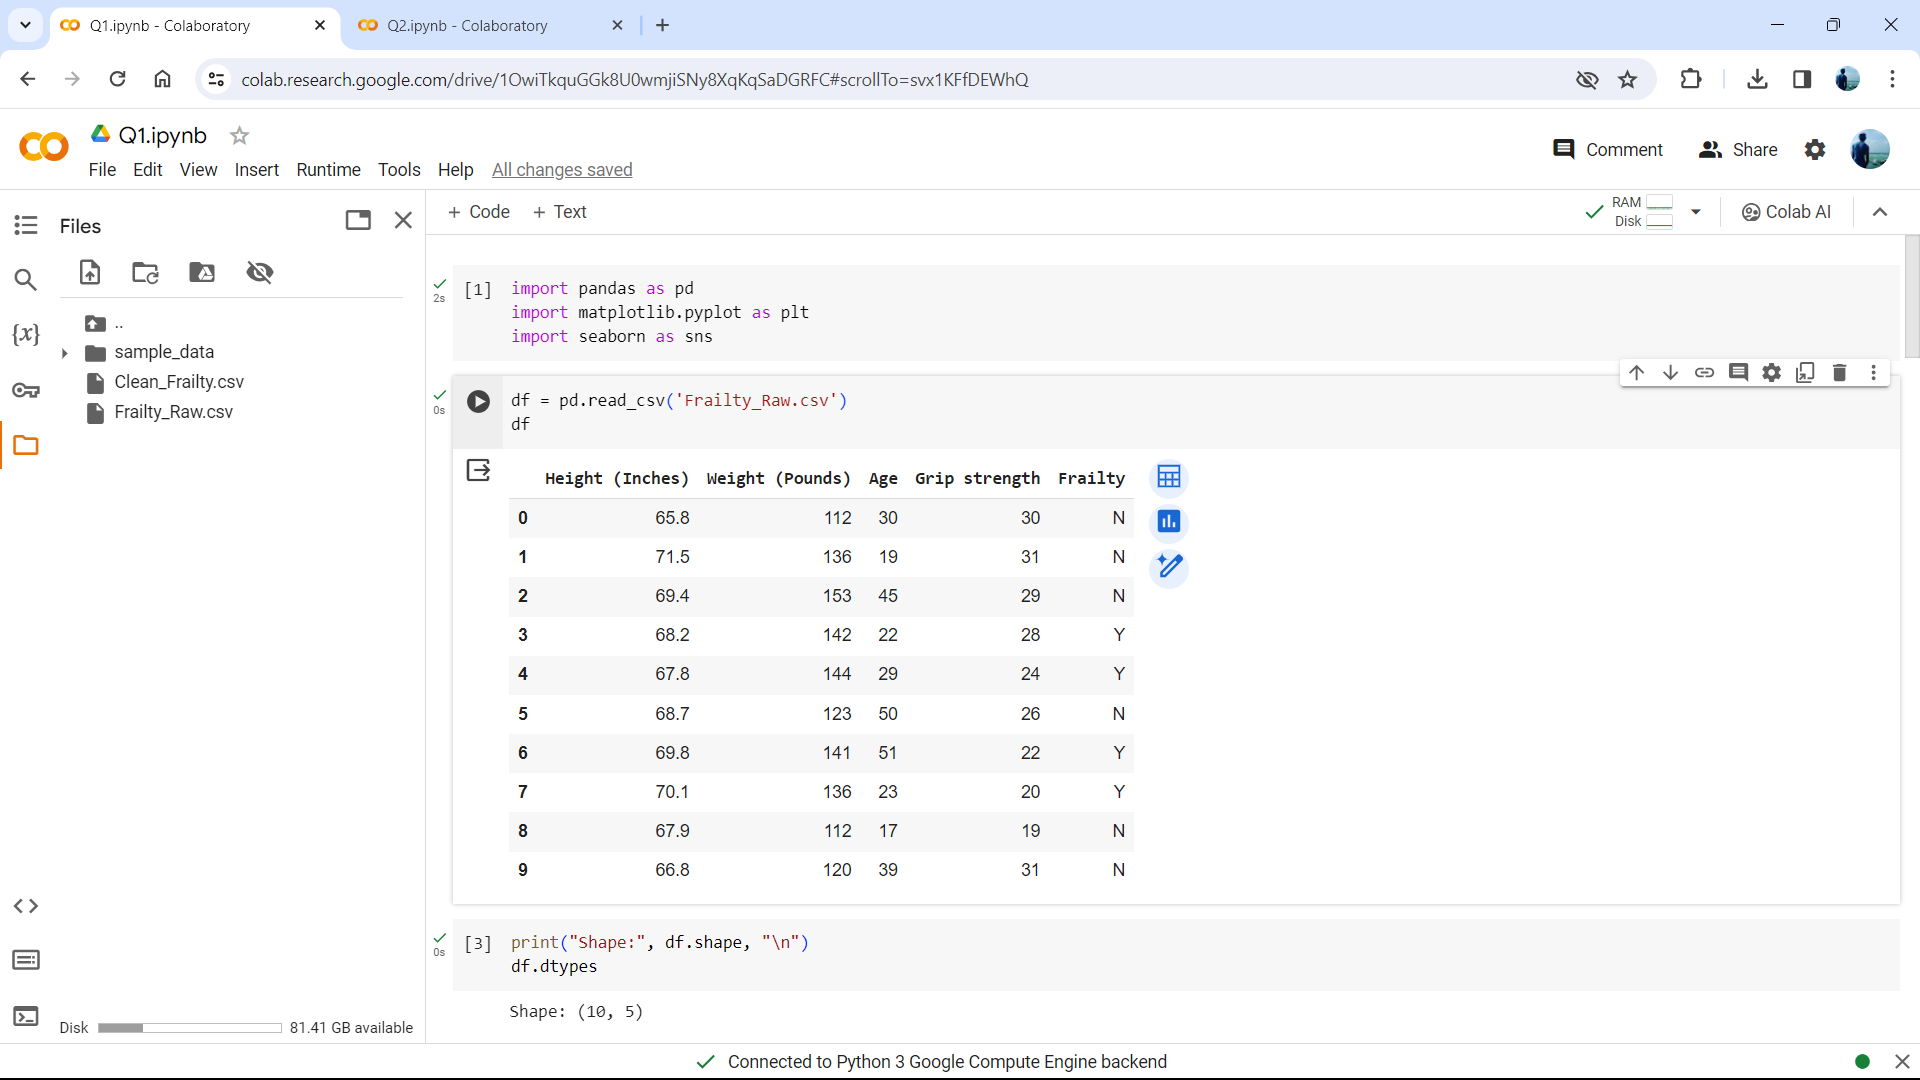 Q1.ipynb - Colaboratory
Q2.ipynb - Colaboratory
colab.research.google.com/drive/1OwiTkquGGk8U0wmjiSNy8XqKqSaDGRFC#scrollTo=svx1KFfDEWhQ
Q1.ipynb
Comment
Share
File Edit View Insert Runtime Tools Help All changes saved
Files
+ Code + Text
RAM
Disk
Colab AI
..
sample_data
Clean_Frailty.csv
Frailty_Raw.csv
{x}
2s
[1] import pandas as pd
import matplotlib.pyplot as plt
import seaborn as sns
0s
df = pd.read_csv('Frailty_Raw.csv')
df
Height (Inches) Weight (Pounds) Age Grip strength Frailty
0 65.8 112 30 30 N
1 71.5 136 19 31 N
2 69.4 153 45 29 N
3 68.2 142 22 28 Y
4 67.8 144 29 24 Y
5 68.7 123 50 26 N
6 69.8 141 51 22 Y
7 70.1 136 23 20 Y
8 67.9 112 17 19 N
9 66.8 120 39 31 N
0s
[3] print("Shape:", df.shape, "\n")
df.dtypes
Shape: (10, 5)
Disk 81.41 GB available
Connected to Python 3 Google Compute Engine backend